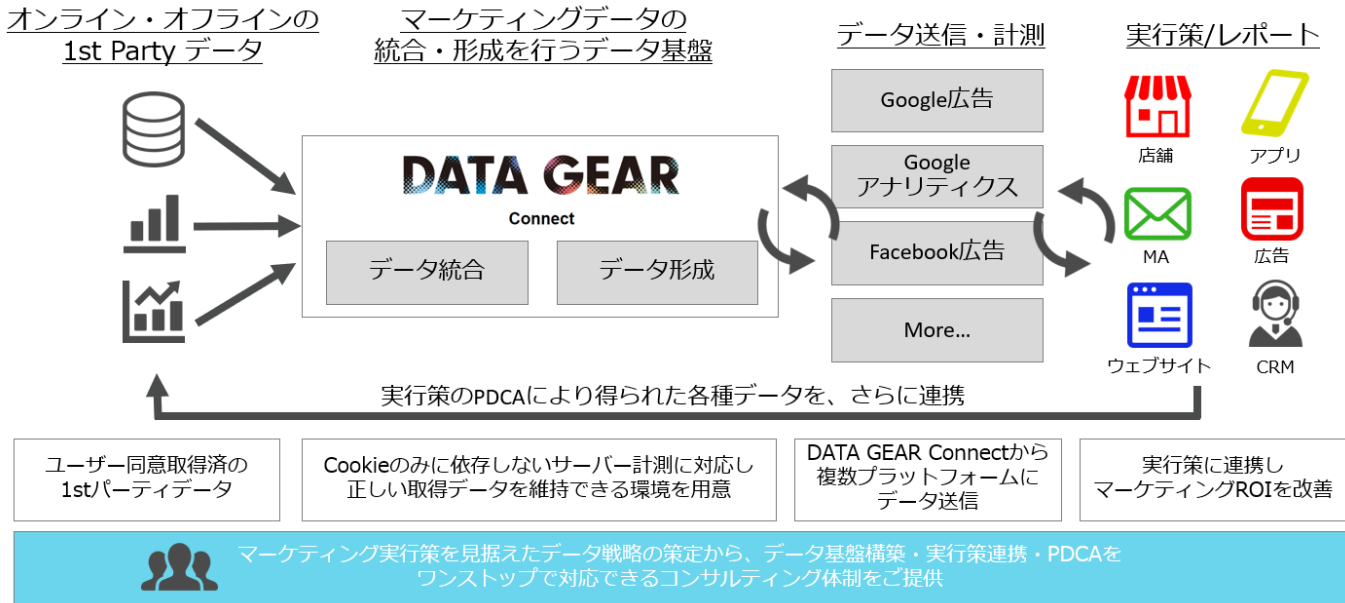 オンライン・オフラインの
1st Party データ
マーケティングデータの
統合・形成を行うデータ基盤
データ送信・計測
実行策/レポート
DATA GEAR
Connect
データ統合
データ形成
Google広告
Google
アナリティクス
Facebook広告
More...
店舗
アプリ
MA
広告
ウェブサイト
CRM
実行策のPDCAにより得られた各種データを、さらに連携
ユーザー同意取得済の
1stパーティデータ
Cookieのみに依存しないサーバー計測に対応し
正しい取得データを維持できる環境を用意
DATA GEAR Connectから
複数プラットフォームに
データ送信
実行策に連携し
マーケティングROIを改善
マーケティング実行策を見据えたデータ戦略の策定から、データ基盤構築・実行策連携・PDCAを
ワンストップで対応できるコンサルティング体制をご提供